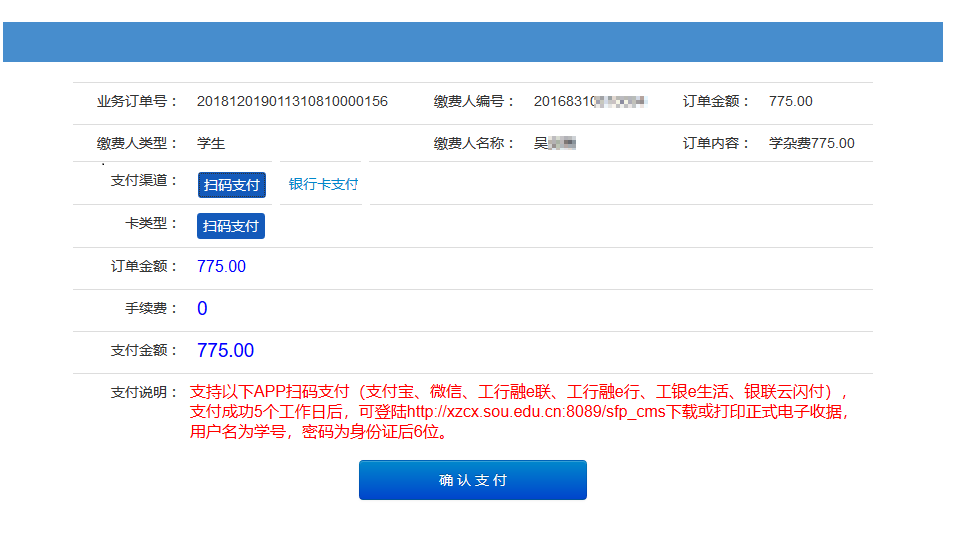 业务订单号： 201812019011310810000156 缴费人编号： 20168310 订单金额： 775.00
缴费人类型： 学生 缴费人名称： 吴 订单内容： 学杂费775.00
支付渠道： 扫码支付 银行卡支付
卡类型： 扫码支付
订单金额： 775.00
手续费： 0
支付金额： 775.00
支付说明： 支持以下APP扫码支付（支付宝、微信、工行融e联、工行融e行、工银e生活、银联云闪付），
支付成功5个工作日后，可登陆http://xzcx.sou.edu.cn:8089/sfp_cms下载或打印正式电子收据，
用户名为学号，密码为身份证后6位。
确认支付